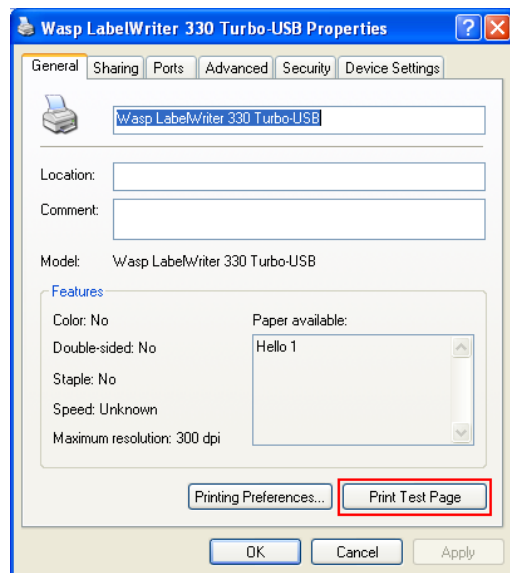 Wasp LabelWriter 330 Turbo-USB Properties
General Sharing Ports Advanced Security Device Settings
Wasp LabelWriter 330 Turbo-USB
Location:
Comment:
Model: Wasp LabelWriter 330 Turbo-USB
Features
Color: No Paper available:
Double-sided: No Hello 1
Staple: No
Speed: Unknown
Maximum resolution: 300 dpi
Printing Preferences... Print Test Page
OK Cancel Apply